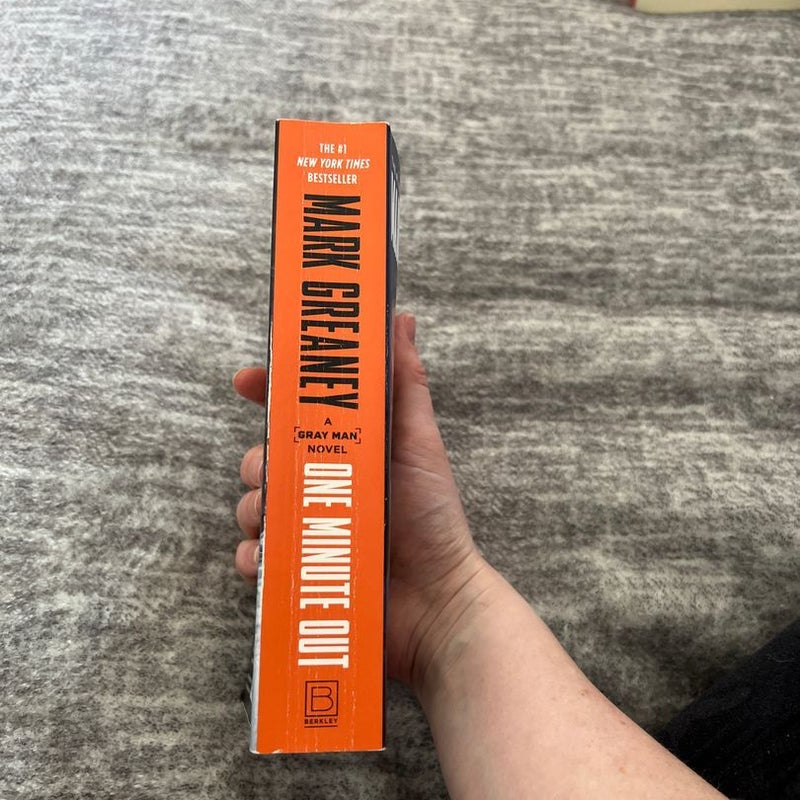 THE #1
NEW YORK TIMES
BESTSELLER
MARK GREANEY
A
GRAY MAN
NOVEL
ONE MINUTE OUT
B
BERKLEY